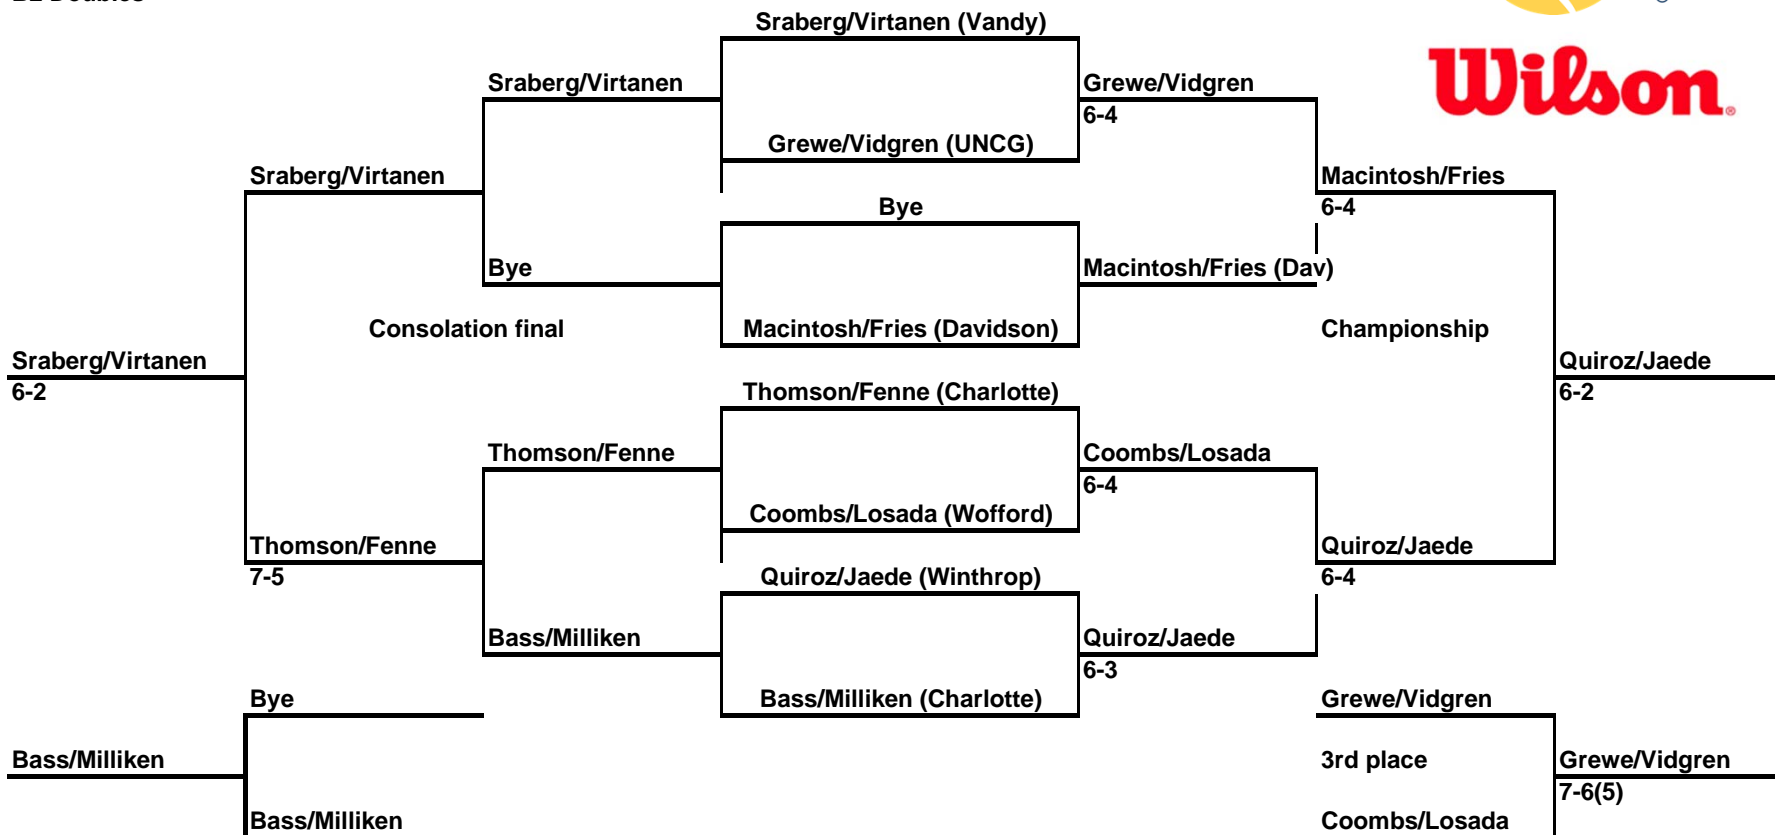 Sraberg/Virtanen (Vandy)
Sraberg/Virtanen
Grewe/Vidgren
6-4
Wilson®
Grewe/Vidgren (UNCG)
Sraberg/Virtanen
Macintosh/Fries
Bye
6-4
Bye
Macintosh/Fries (Dav)
Consolation final
Macintosh/Fries (Davidson)
Championship
Sraberg/Virtanen
Quiroz/Jaede
6-2
Thomson/Fenne (Charlotte)
6-2
Thomson/Fenne
Coombs/Losada
6-4
Coombs/Losada (Wofford)
Thomson/Fenne
Quiroz/Jaede
7-5
Quiroz/Jaede (Winthrop)
6-4
Bass/Milliken
Quiroz/Jaede
6-3
Bye
Bass/Milliken (Charlotte)
Grewe/Vidgren
Bass/Milliken
3rd place
Grewe/Vidgren
7-6(5)
Bass/Milliken
Coombs/Losada